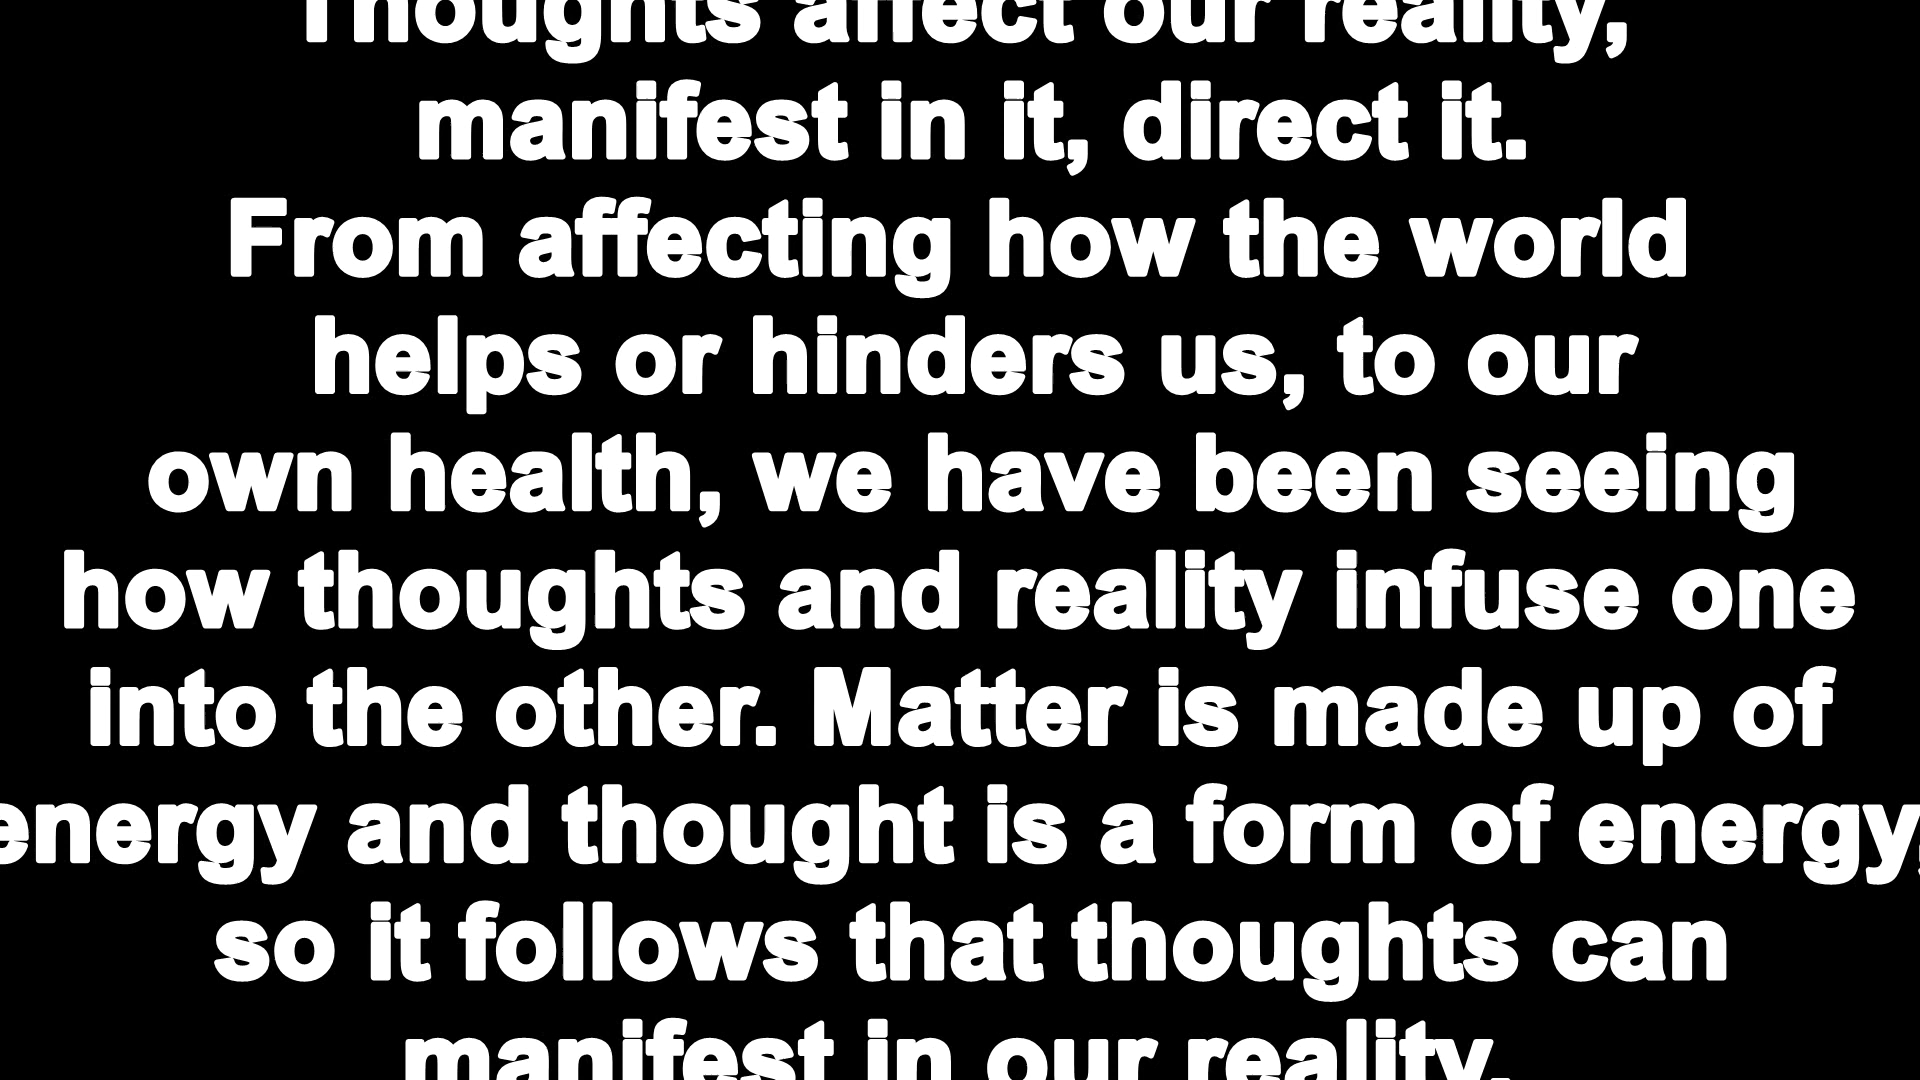 Thoughts affect our reality,
manifest in it, direct it.
From affecting how the world
helps or hinders us, to our
own health, we have been seeing
how thoughts and reality infuse one
into the other. Matter is made up of
energy and thought is a form of energy,
so it follows that thoughts can
manifest in our reality.